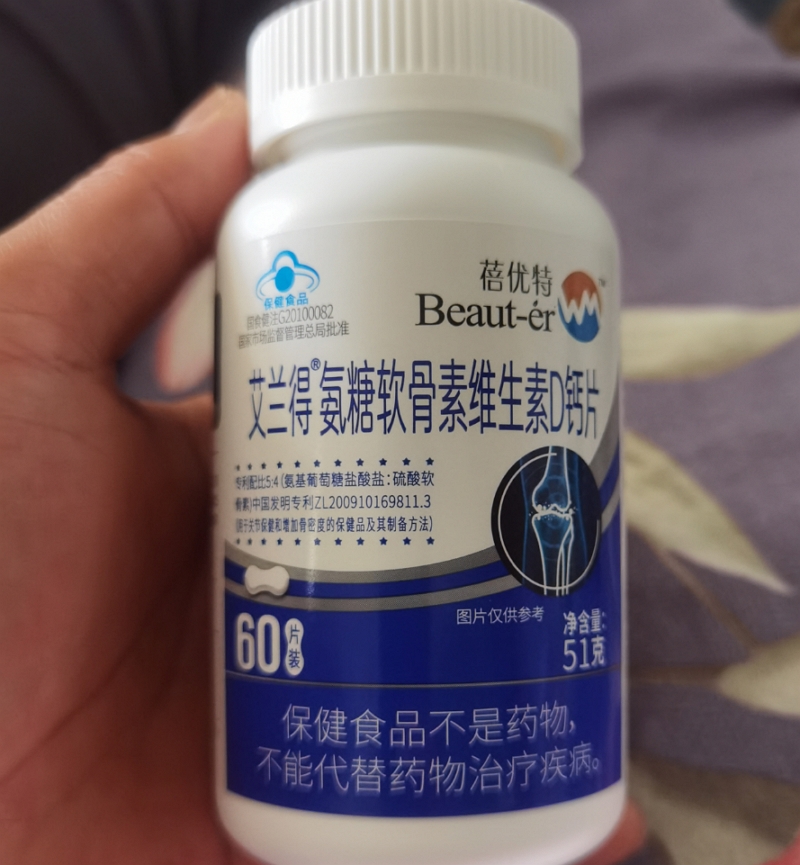 蓓优特
Beaut-ér
TM
保健食品
国食健注G20100082
国家市场监督管理总局批准
艾兰得®氨糖软骨素维生素D钙片
专利配比5:4(氨基葡萄糖盐酸盐:硫酸软
骨素)中国发明专利ZL200910169811.3
(用于关节保健和增加骨密度的保健品及其制备方法)
图片仅供参考
60片装
净含量:
51克
保健食品不是药物,
不能代替药物治疗疾病。